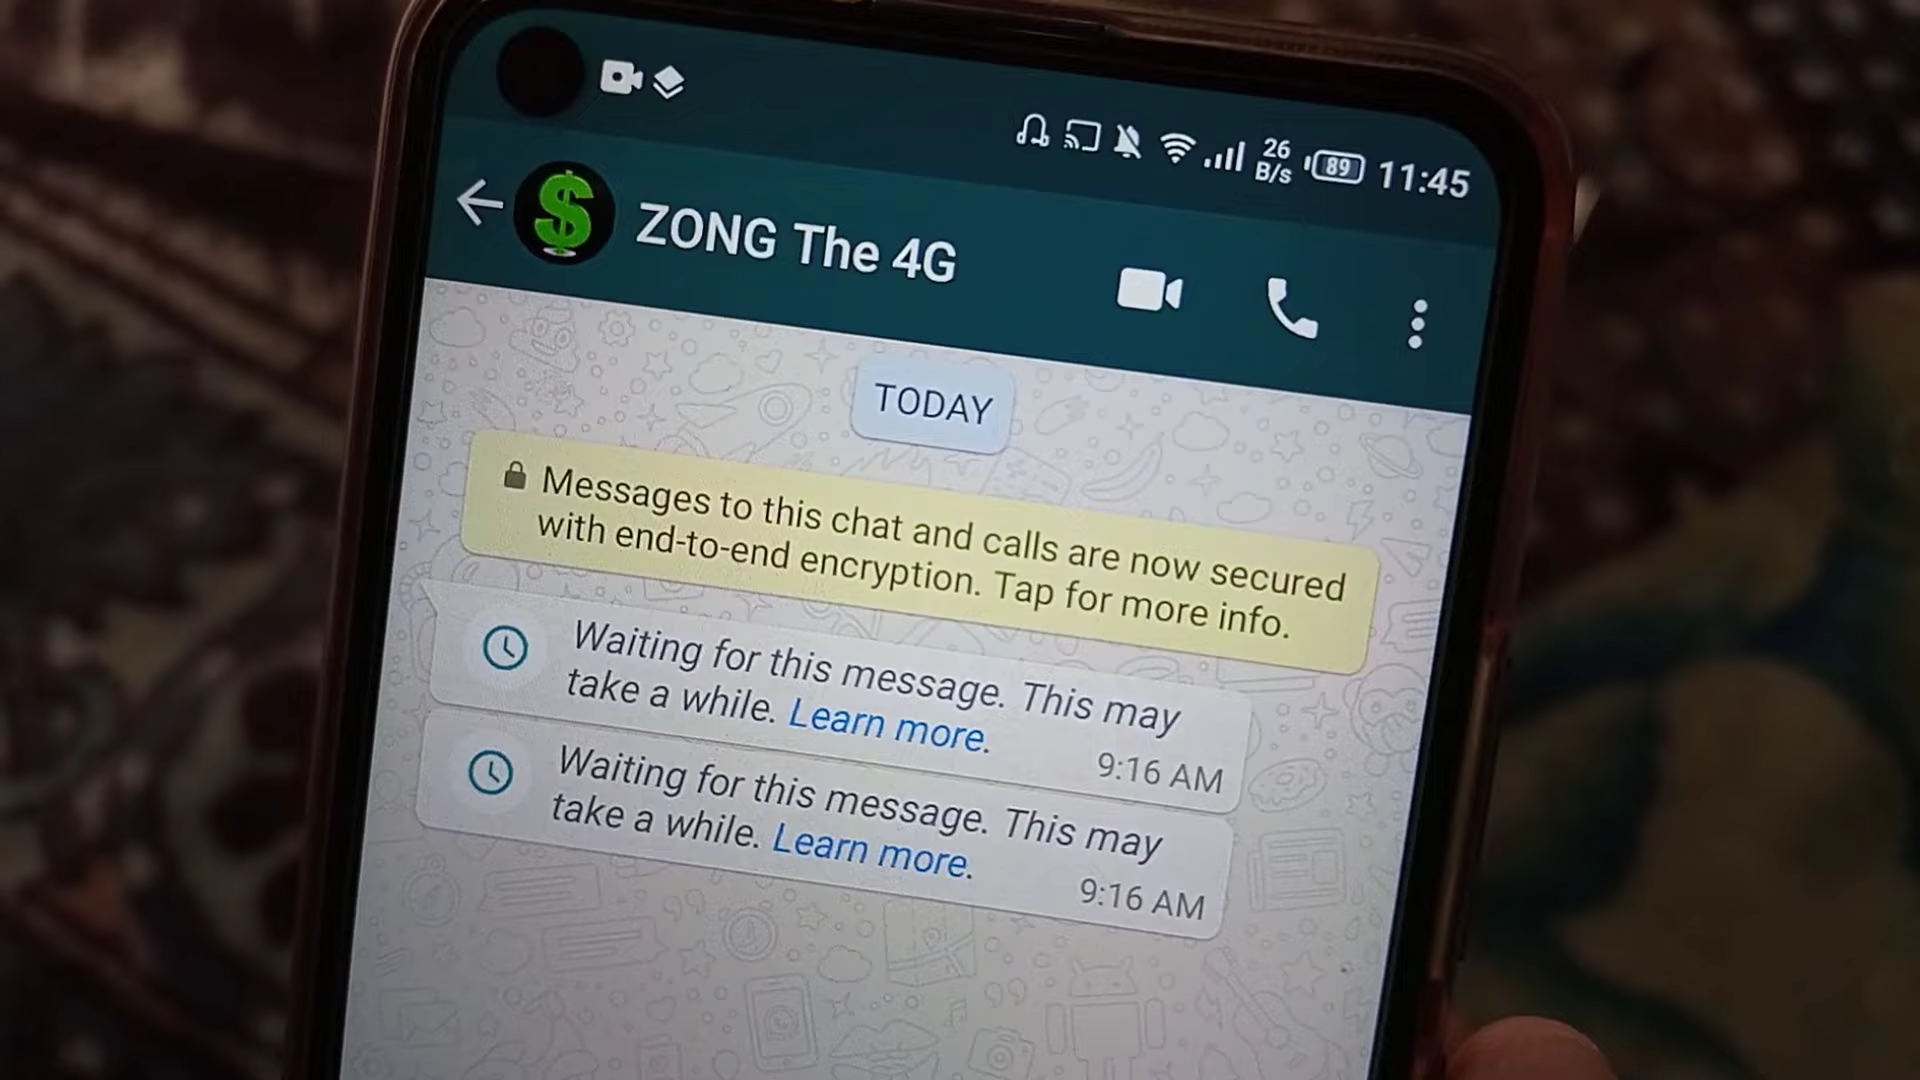 26
B/s
89
11:45
$
ZONG The 4G
TODAY
Messages to this chat and calls are now secured
with end-to-end encryption. Tap for more info.
Waiting for this message. This may
take a while. Learn more.
9:16 AM
Waiting for this message. This may
take a while. Learn more.
9:16 AM